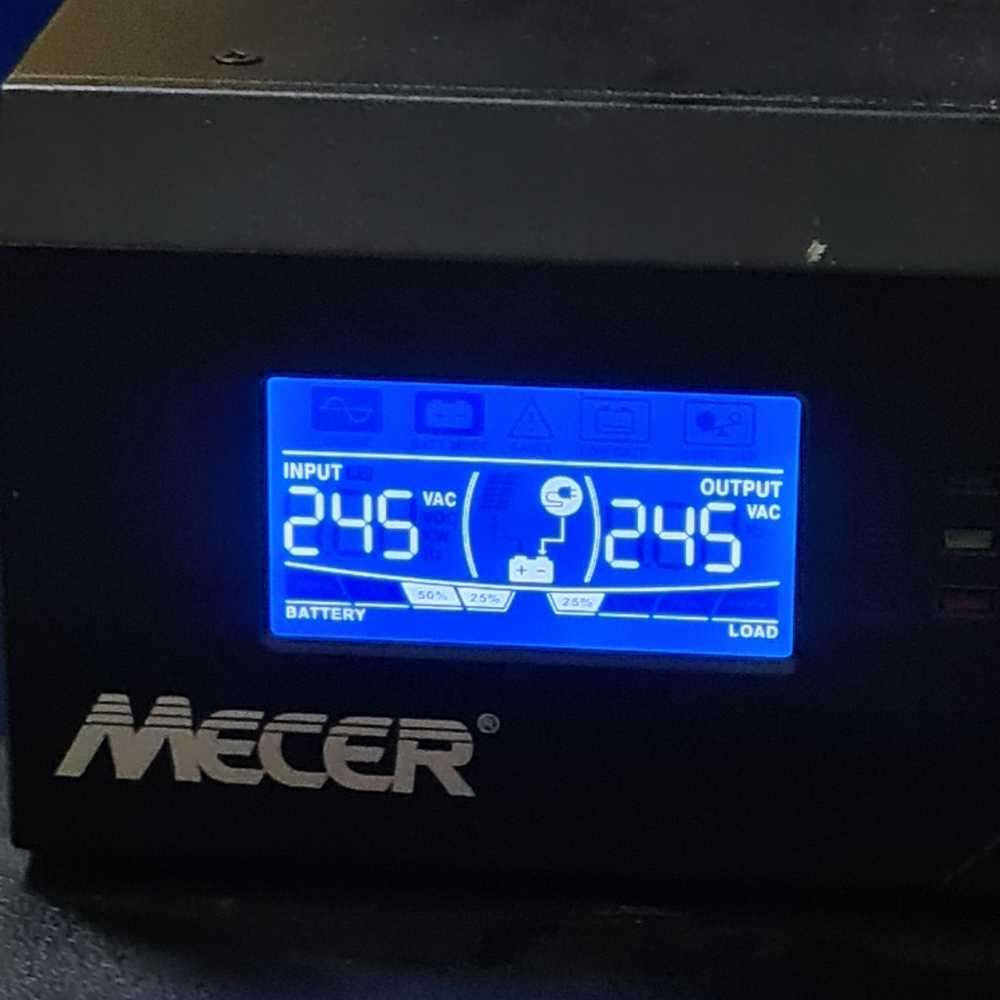 INPUT
245 VAC
OUTPUT
245 VAC
50% 25% 25%
BATTERY
LOAD
MECER®